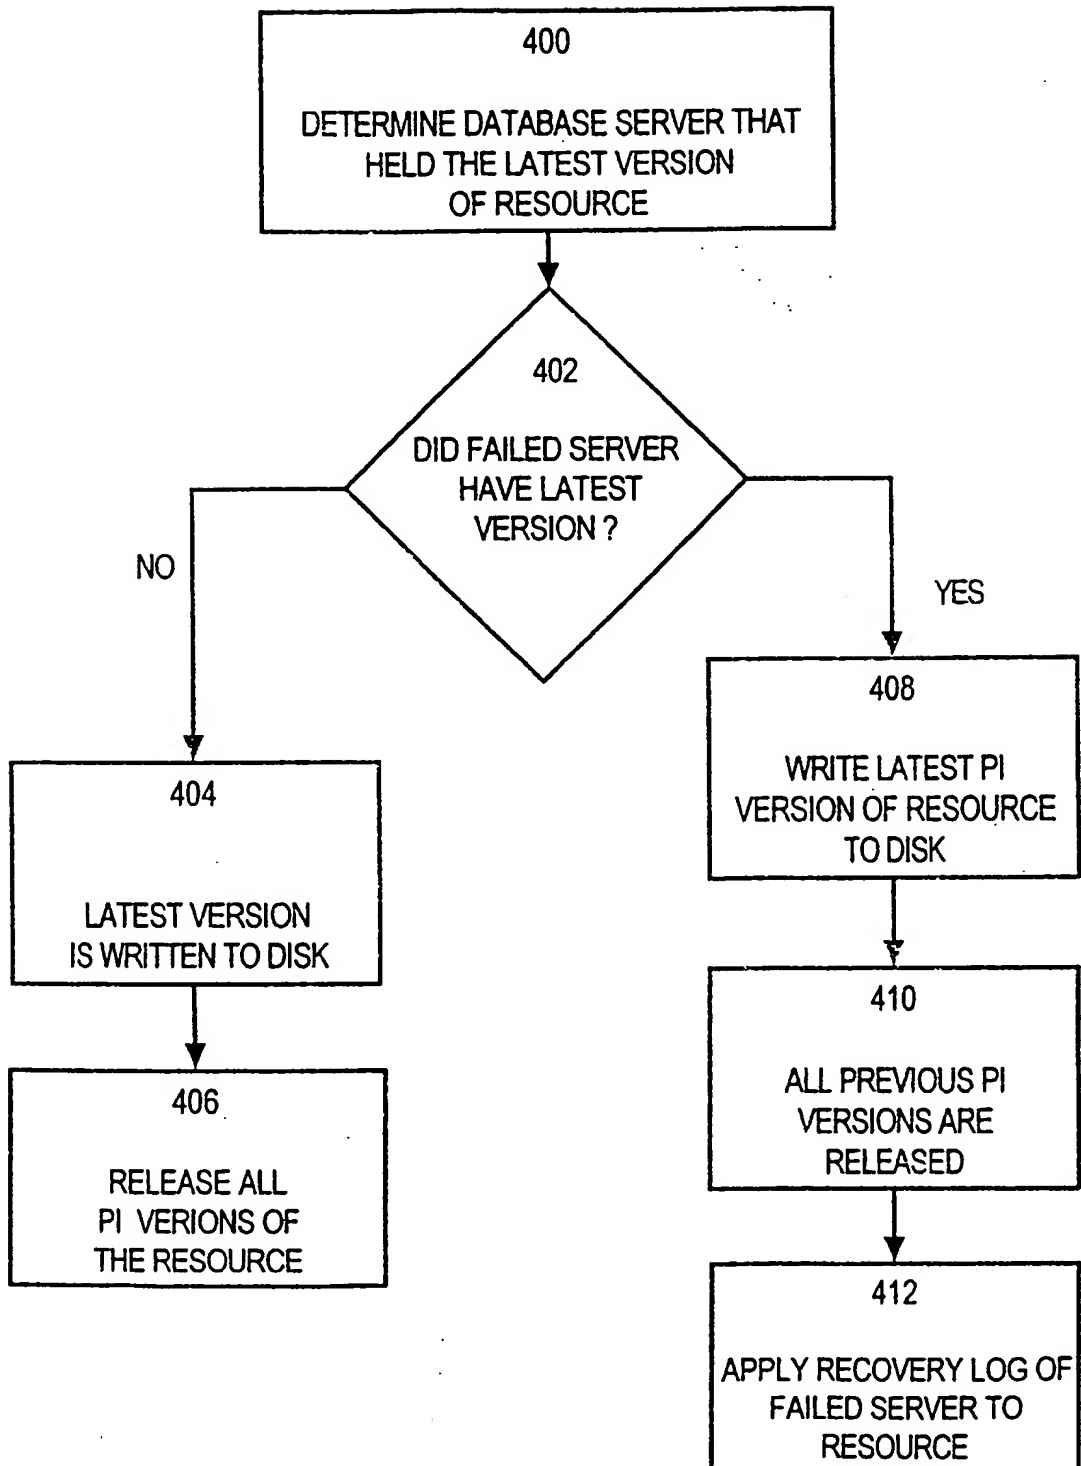 400
DETERMINE DATABASE SERVER THAT
HELD THE LATEST VERSION
OF RESOURCE
402
DID FAILED SERVER
HAVE LATEST
VERSION ?
NO
YES
404
LATEST VERSION
IS WRITTEN TO DISK
406
RELEASE ALL
PI VERIONS OF
THE RESOURCE
408
WRITE LATEST PI
VERSION OF RESOURCE
TO DISK
410
ALL PREVIOUS PI
VERSIONS ARE
RELEASED
412
APPLY RECOVERY LOG OF
FAILED SERVER TO
RESOURCE